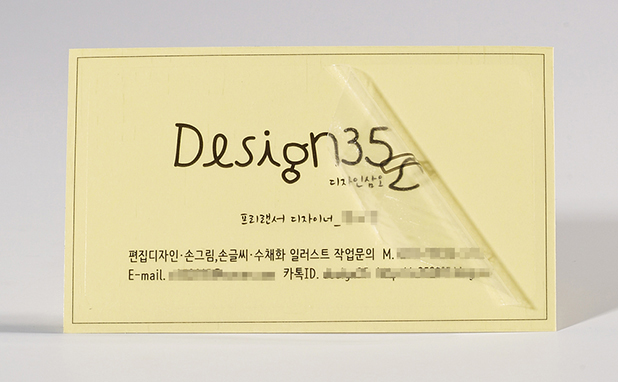 Design35
디자인삼오
프리랜서 디자이너_
편집디자인·손그림,손글씨·수채화 일러스트 작업문의 M.
E-mail. 카톡ID.